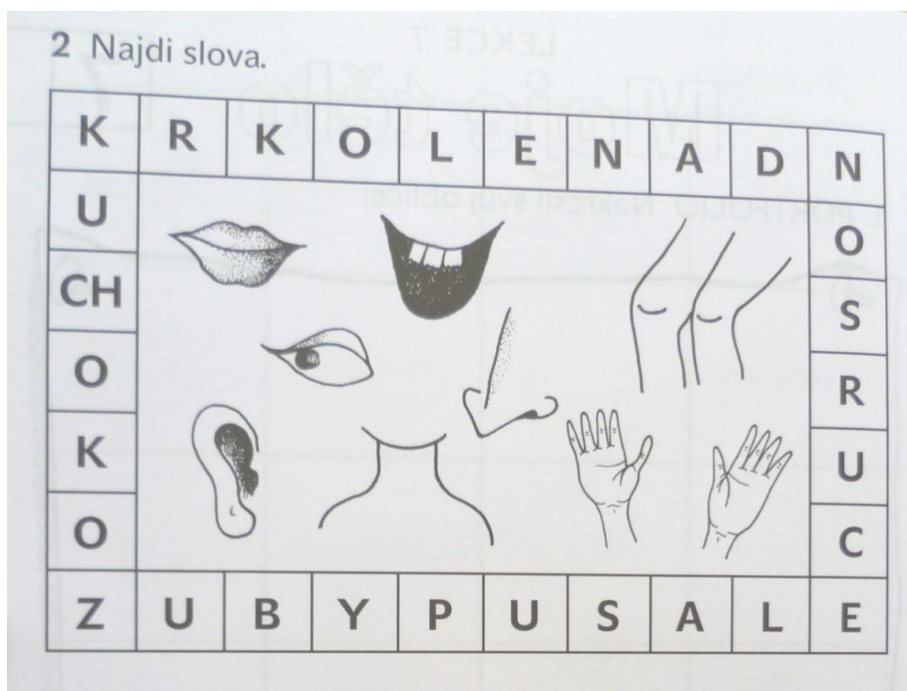 2 Najdi slova.
K R K O L E N A D N
U O
CH S
O R
K U
O C
Z U B Y P U S A L E